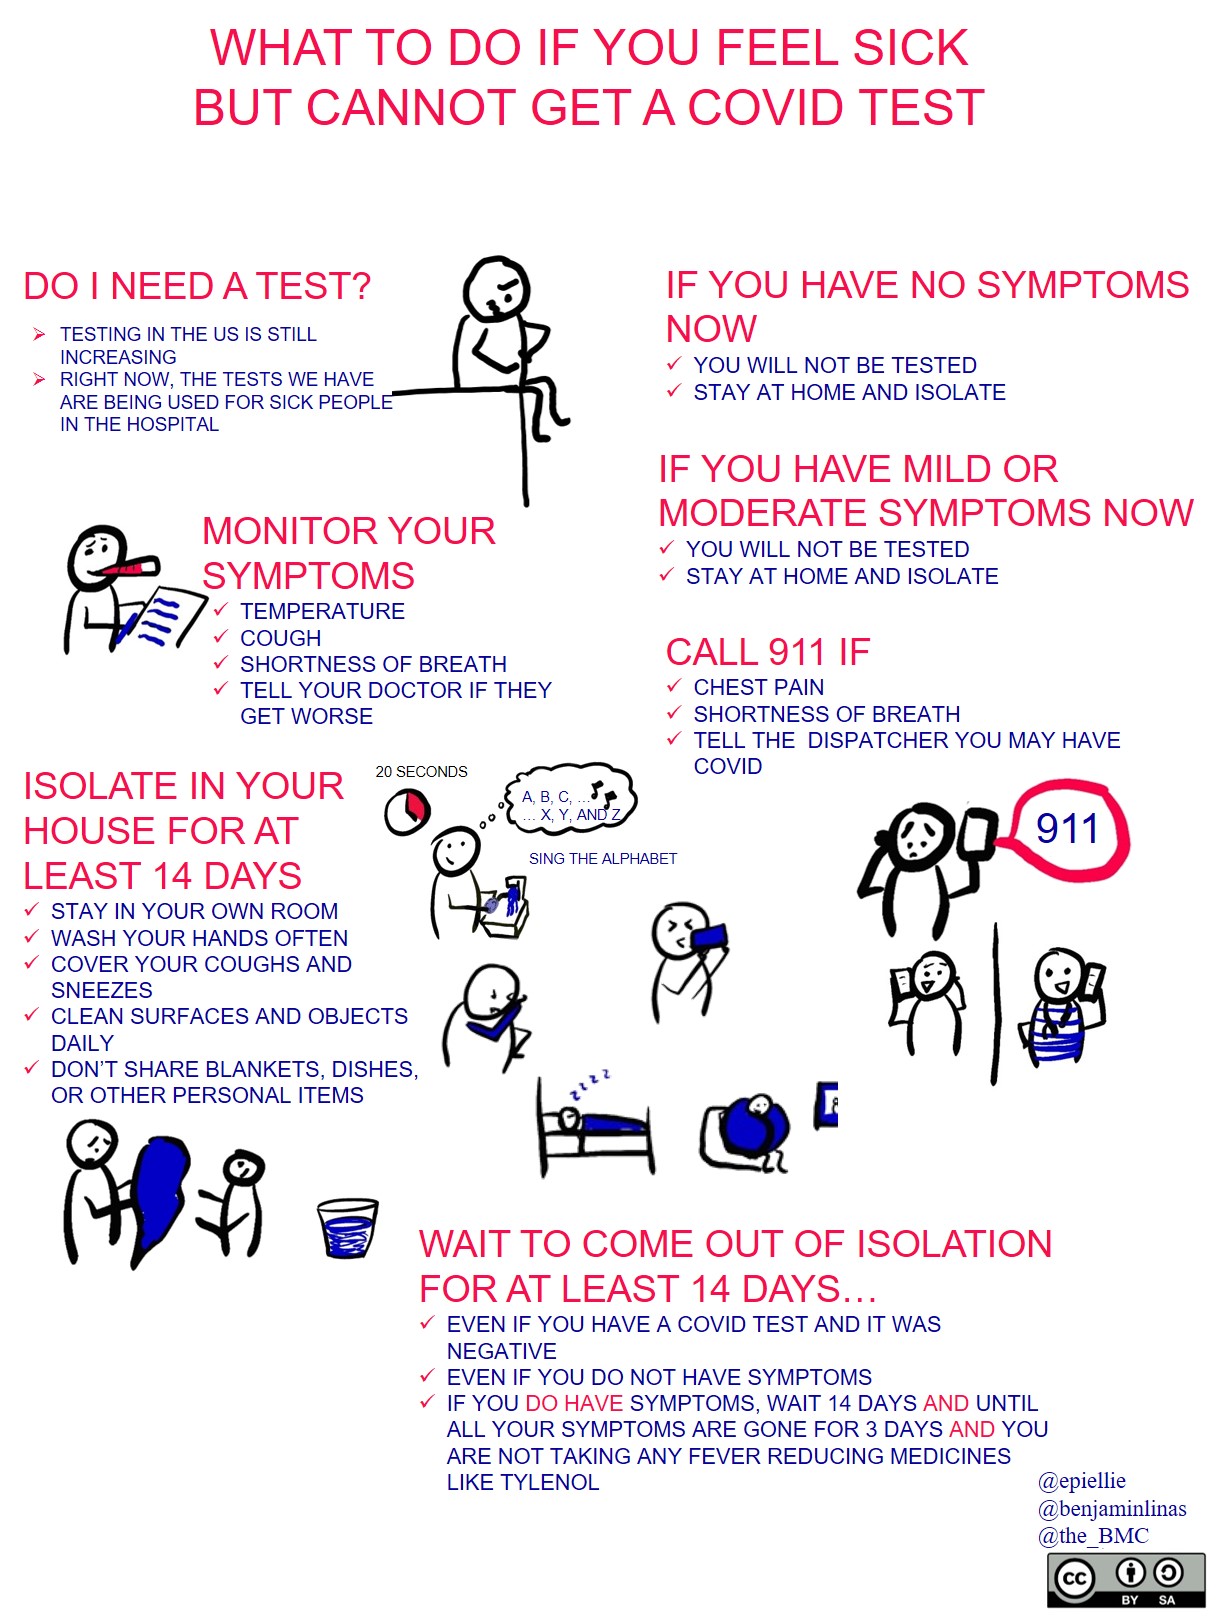 WHAT TO DO IF YOU FEEL SICK
BUT CANNOT GET A COVID TEST
DO I NEED A TEST?
TESTING IN THE US IS STILL
INCREASING
RIGHT NOW, THE TESTS WE HAVE
ARE BEING USED FOR SICK PEOPLE
IN THE HOSPITAL
IF YOU HAVE NO SYMPTOMS
NOW
YOU WILL NOT BE TESTED
STAY AT HOME AND ISOLATE
IF YOU HAVE MILD OR
MODERATE SYMPTOMS NOW
YOU WILL NOT BE TESTED
STAY AT HOME AND ISOLATE
MONITOR YOUR
SYMPTOMS
TEMPERATURE
COUGH
SHORTNESS OF BREATH
TELL YOUR DOCTOR IF THEY
GET WORSE
CALL 911 IF
CHEST PAIN
SHORTNESS OF BREATH
TELL THE DISPATCHER YOU MAY HAVE
COVID
911
ISOLATE IN YOUR
HOUSE FOR AT
LEAST 14 DAYS
STAY IN YOUR OWN ROOM
WASH YOUR HANDS OFTEN
COVER YOUR COUGHS AND
SNEEZES
CLEAN SURFACES AND OBJECTS
DAILY
DON'T SHARE BLANKETS, DISHES,
OR OTHER PERSONAL ITEMS
20 SECONDS
A, B, C, ...
... X, Y, AND Z
SING THE ALPHABET
zzzz
WAIT TO COME OUT OF ISOLATION
FOR AT LEAST 14 DAYS…
EVEN IF YOU HAVE A COVID TEST AND IT WAS
NEGATIVE
EVEN IF YOU DO NOT HAVE SYMPTOMS
IF YOU DO HAVE SYMPTOMS, WAIT 14 DAYS AND UNTIL
ALL YOUR SYMPTOMS ARE GONE FOR 3 DAYS AND YOU
ARE NOT TAKING ANY FEVER REDUCING MEDICINES
LIKE TYLENOL
@epiellie
@benjaminlinas
@the_BMC
cc
BY SA